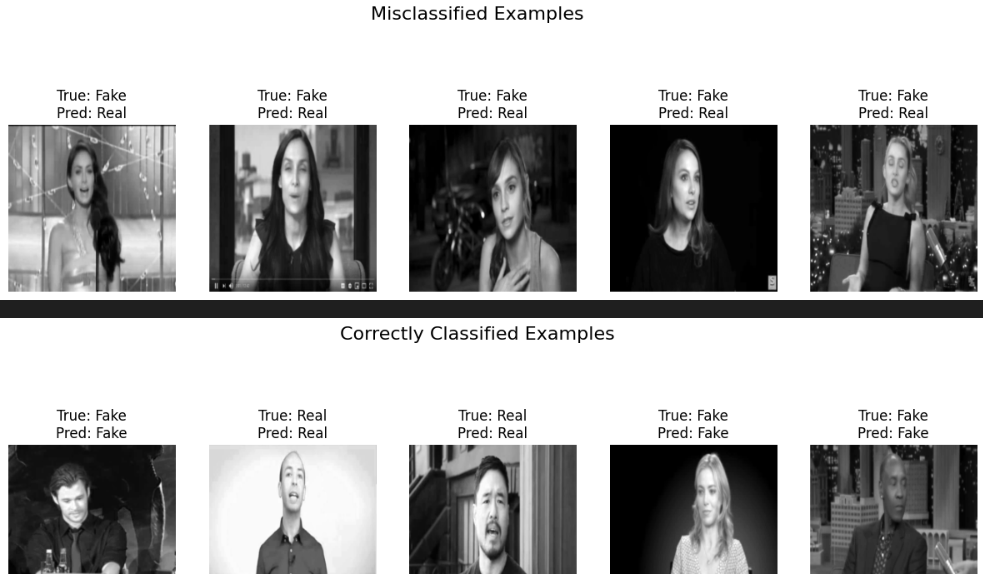 Misclassified Examples
True: Fake True: Fake True: Fake True: Fake True: Fake
Pred: Real Pred: Real Pred: Real Pred: Real Pred: Real
Correctly Classified Examples
True: Fake True: Real True: Real True: Fake True: Fake
Pred: Fake Pred: Real Pred: Real Pred: Fake Pred: Fake